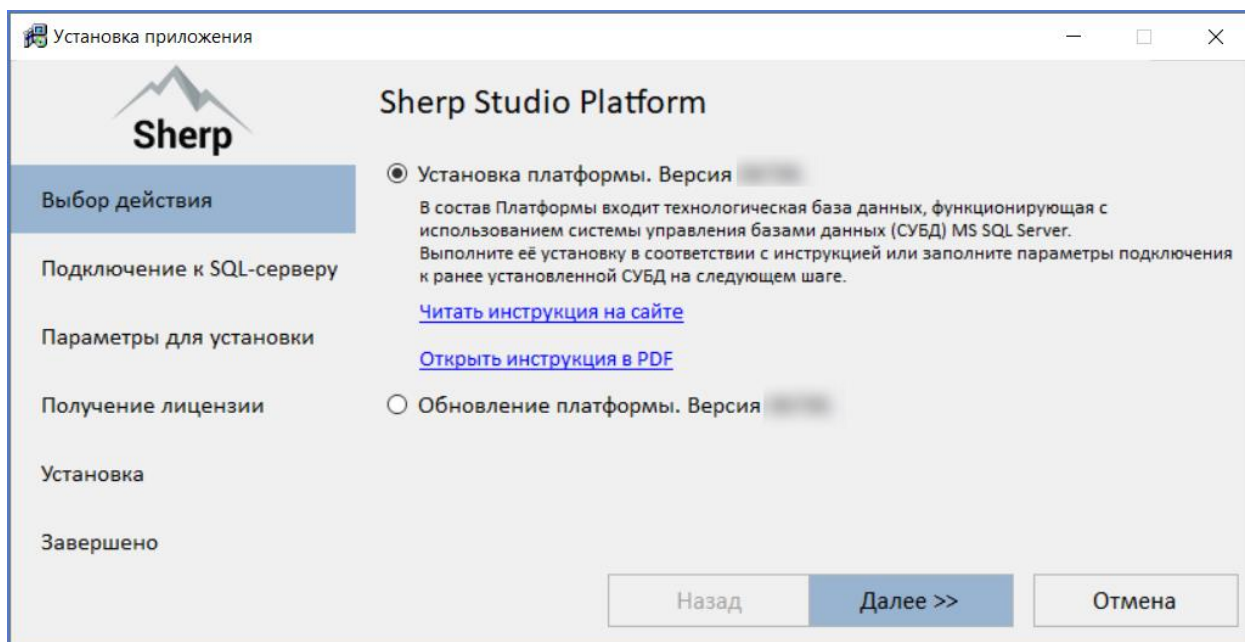 Установка приложения
Sherp
Выбор действия
Подключение к SQL-серверу
Параметры для установки
Получение лицензии
Установка
Завершено
Sherp Studio Platform
Установка платформы. Версия
В состав Платформы входит технологическая база данных, функционирующая с
использованием системы управления базами данных (СУБД) MS SQL Server.
Выполните её установку в соответствии с инструкцией или заполните параметры подключения
к ранее установленной СУБД на следующем шаге.
Читать инструкция на сайте
Открыть инструкция в PDF
Обновление платформы. Версия
Назад
Далее >>
Отмена